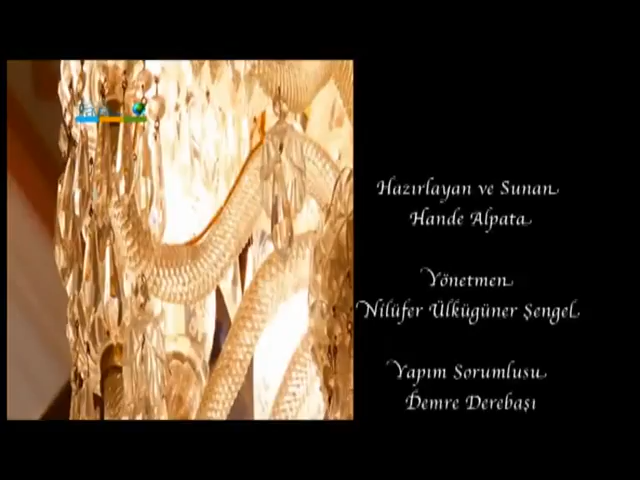 Hazırlayan ve Sunan
Hande Alpata
Yönetmen
Nilüfer Ülkügüner Şengel
Yapım Sorumlusu
Demre Derebaşı